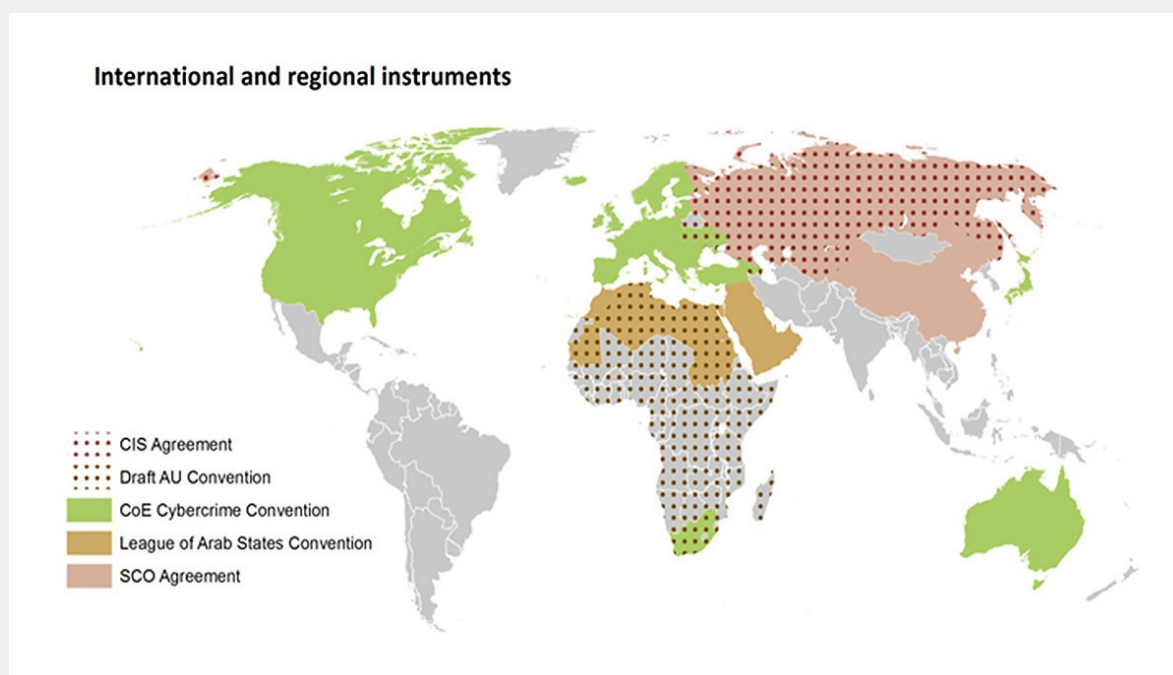 International and regional instruments
CIS Agreement
Draft AU Convention
CoE Cybercrime Convention
League of Arab States Convention
SCO Agreement